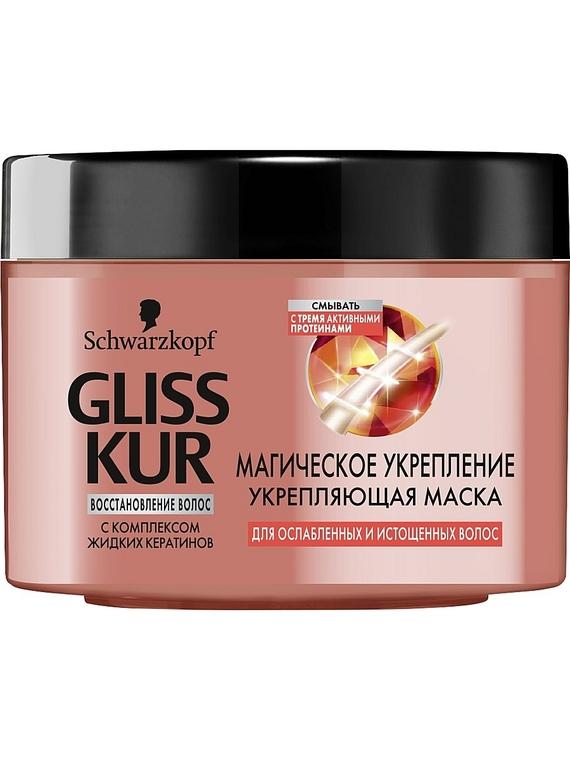 Schwarzkopf
GLISS
KUR
ВОССТАНОВЛЕНИЕ ВОЛОС
С КОМПЛЕКСОМ
ЖИДКИХ КЕРАТИНОВ
СМЫВАТЬ
С ТРЕМЯ АКТИВНЫМИ
ПРОТЕИНАМИ
МАГИЧЕСКОЕ УКРЕПЛЕНИЕ
УКРЕПЛЯЮЩАЯ МАСКА
ДЛЯ ОСЛАБЛЕННЫХ И ИСТОЩЕННЫХ ВОЛОС